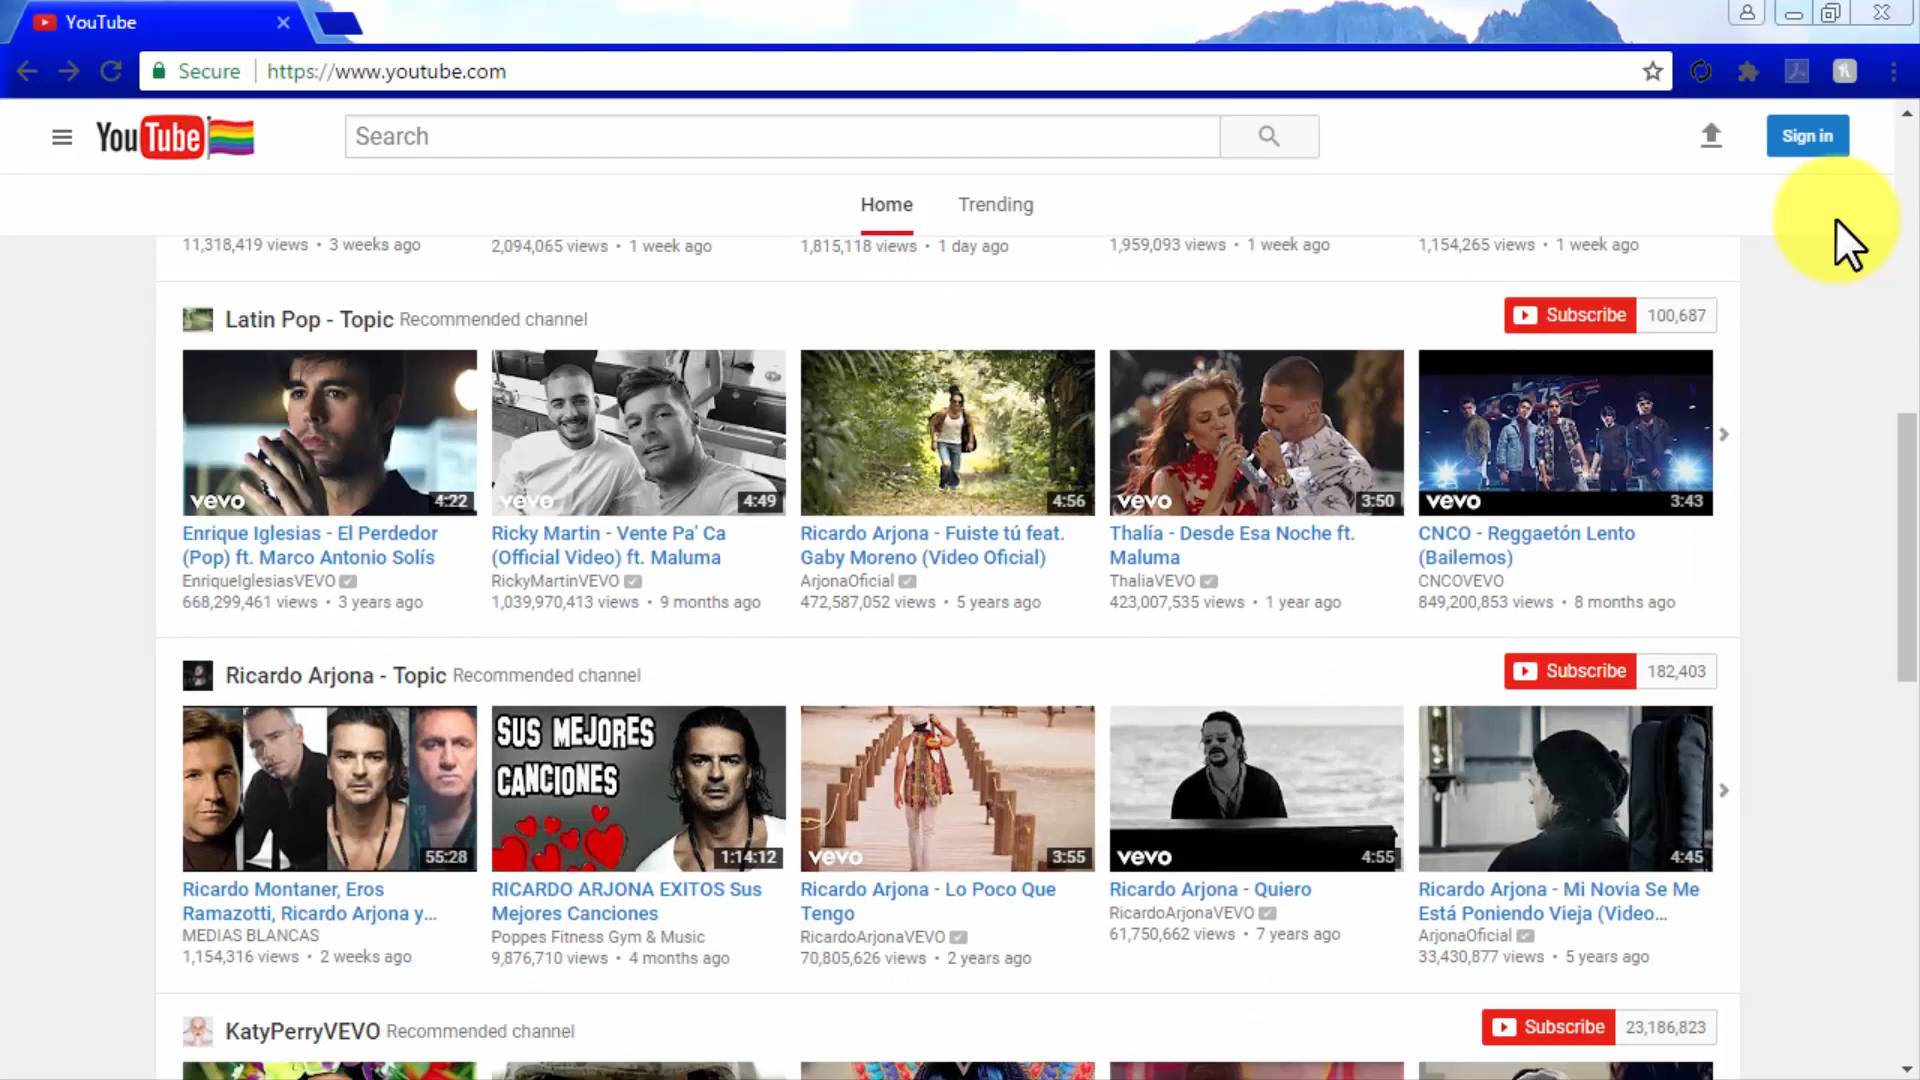 YouTube
Secure https://www.youtube.com
YouTube Search Sign in
Home Trending
11,318,419 views • 3 weeks ago 2,094,065 views • 1 week ago 1,815,118 views • 1 day ago 1,959,093 views • 1 week ago 1,154,265 views • 1 week ago
Latin Pop - Topic Recommended channel Subscribe 100,687
vevo 4:22 vevo 4:49 4:56 vevo 3:50 vevo 3:43
Enrique Iglesias - El Perdedor
(Pop) ft. Marco Antonio Solís
EnriqueIglesiasVEVO
668,299,461 views • 3 years ago
Ricky Martin - Vente Pa' Ca
(Official Video) ft. Maluma
RickyMartinVEVO
1,039,970,413 views • 9 months ago
Ricardo Arjona - Fuiste tú feat.
Gaby Moreno (Video Oficial)
ArjonaOficial
472,587,052 views • 5 years ago
Thalía - Desde Esa Noche ft.
Maluma
ThaliaVEVO
423,007,535 views • 1 year ago
CNCO - Reggaetón Lento
(Bailemos)
CNCOVEVO
849,200,853 views • 8 months ago
Ricardo Arjona - Topic Recommended channel Subscribe 182,403
SUS MEJORES
CANCIONES
55:28 1:14:12 vevo 3:55 vevo 4:55 4:45
Ricardo Montaner, Eros
Ramazotti, Ricardo Arjona y...
MEDIAS BLANCAS
1,154,316 views • 2 weeks ago
RICARDO ARJONA EXITOS Sus
Mejores Canciones
Poppes Fitness Gym & Music
9,876,710 views • 4 months ago
Ricardo Arjona - Lo Poco Que
Tengo
RicardoArjonaVEVO
70,805,626 views • 2 years ago
Ricardo Arjona - Quiero
RicardoArjonaVEVO
61,750,662 views • 7 years ago
Ricardo Arjona - Mi Novia Se Me
Está Poniendo Vieja (Video...
ArjonaOficial
33,430,877 views • 5 years ago
KatyPerryVEVO Recommended channel Subscribe 23,186,823